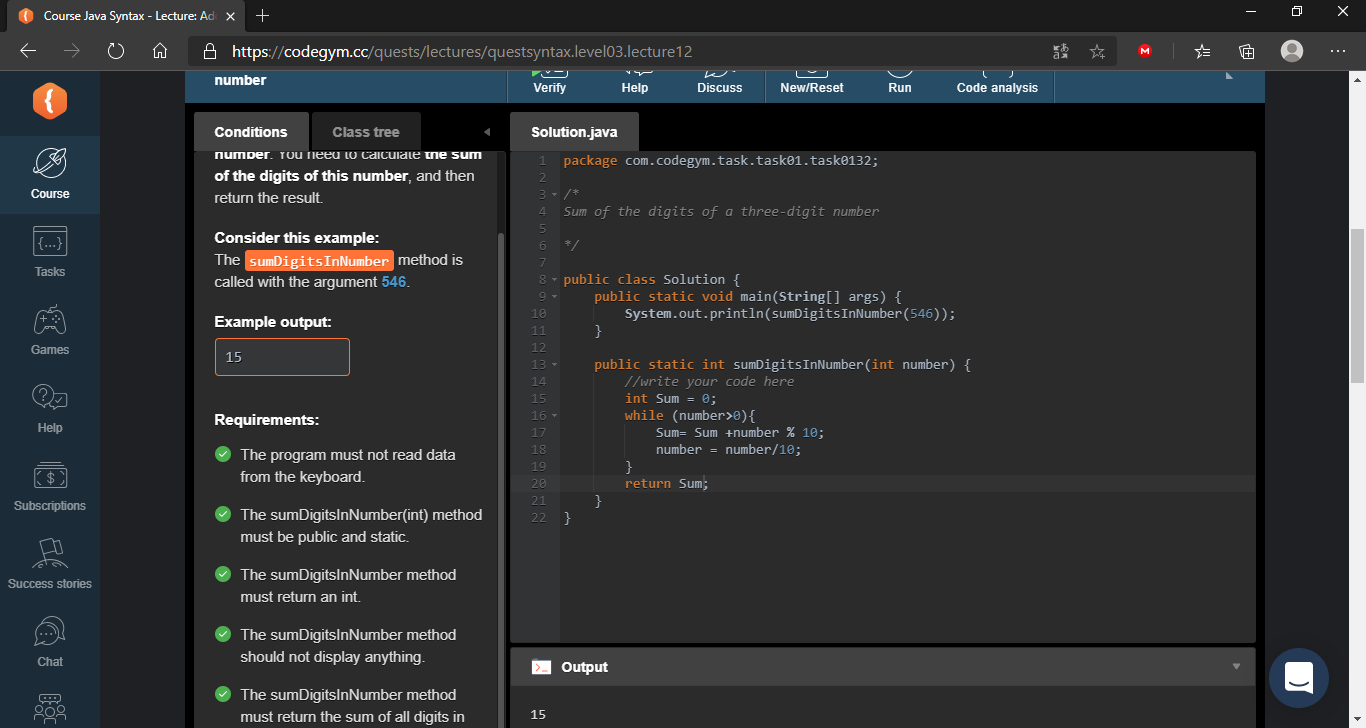 Course Java Syntax - Lecture: Ad
https://codegym.cc/quests/lectures/questsyntax.level03.lecture12
number
Verify
Help
Discuss
New/Reset
Run
Code analysis
Course
Tasks
Games
Help
Subscriptions
Success stories
Chat
Conditions
Class tree
number. You need to calculate the sum
of the digits of this number, and then
return the result.
Consider this example:
The sumDigitsInNumber method is
called with the argument 546.
Example output:
15
Requirements:
The program must not read data
from the keyboard.
The sumDigitsInNumber(int) method
must be public and static.
The sumDigitsInNumber method
must return an int.
The sumDigitsInNumber method
should not display anything.
The sumDigitsInNumber method
must return the sum of all digits in
Solution.java
1 package com.codegym.task.task01.task0132;
2
3 /*
4 Sum of the digits of a three-digit number
5
6 */
7
8 public class Solution {
9 public static void main(String[] args) {
10 System.out.println(sumDigitsInNumber(546));
11 }
12
13 public static int sumDigitsInNumber(int number) {
14 //write your code here
15 int Sum = 0;
16 while (number>0){
17 Sum= Sum +number % 10;
18 number = number/10;
19 }
20 return Sum;
21 }
22 }
Output
15